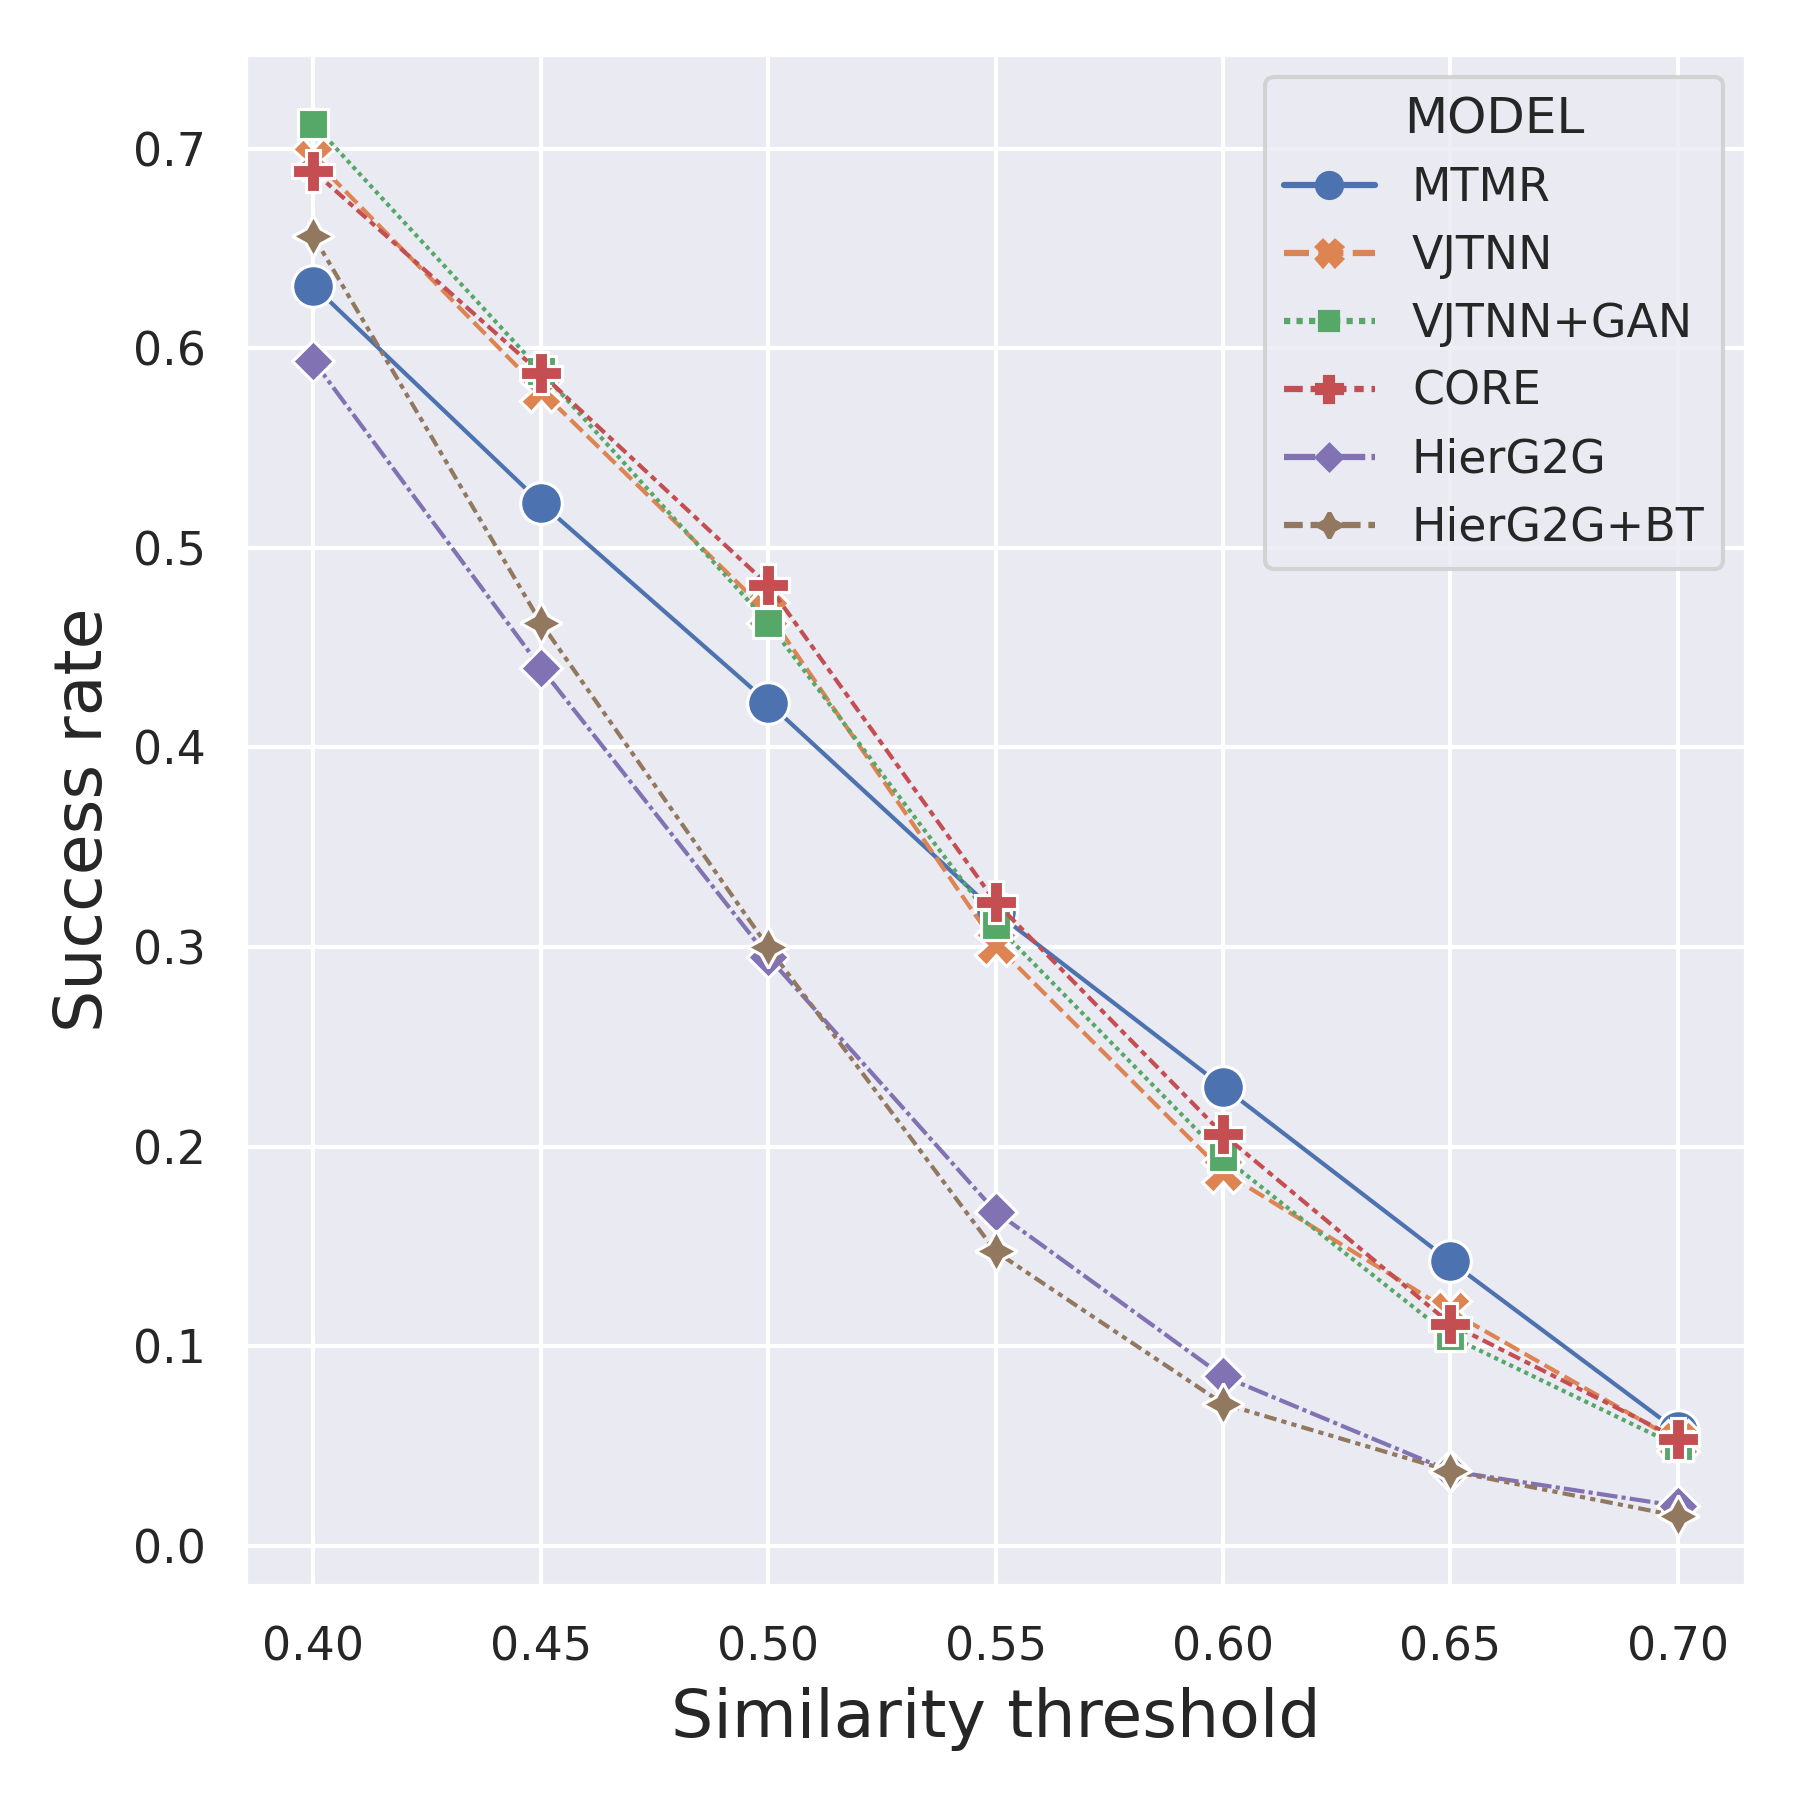 MODEL
MTMR
VJTNN
VJTNN+GAN
CORE
HierG2G
HierG2G+BT
Success rate
0.7
0.6
0.5
0.4
0.3
0.2
0.1
0.0
0.40 0.45 0.50 0.55 0.60 0.65 0.70
Similarity threshold